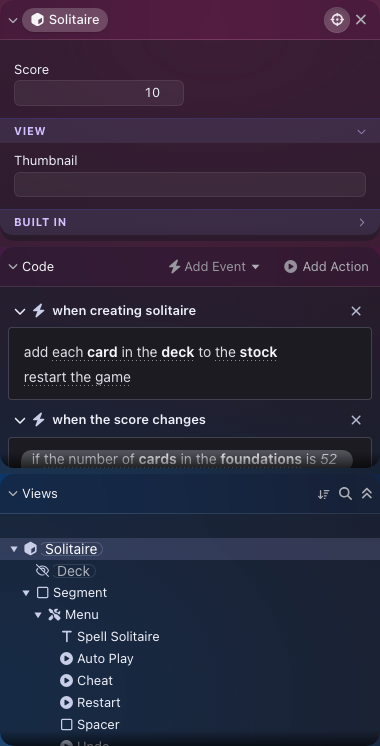 Solitaire
Score
10
VIEW
Thumbnail
BUILT IN
Code Add Event Add Action
when creating solitaire
add each card in the deck to the stock
restart the game
when the score changes
if the number of cards in the foundations is 52
Views
Solitaire
Deck
Segment
Menu
Spell Solitaire
Auto Play
Cheat
Restart
Spacer
Undo